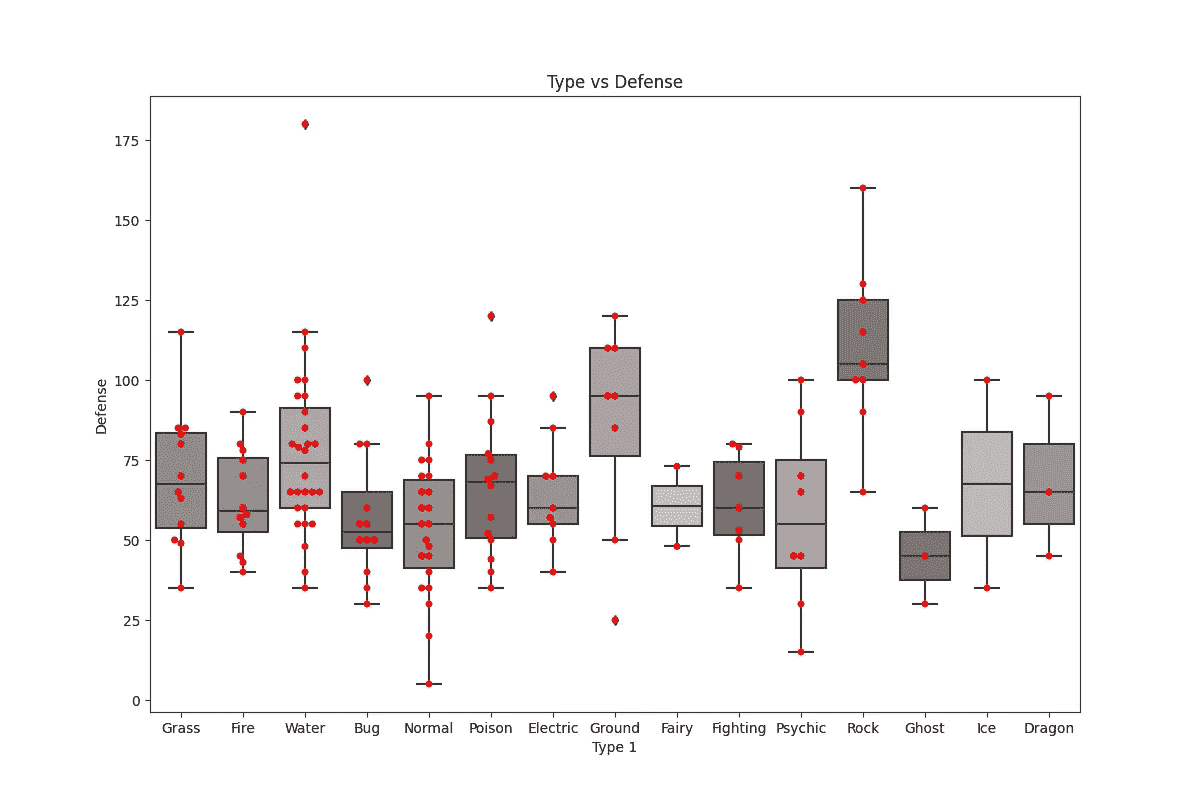 Type vs Defense
175
150
125
100
75
50
25
0
Defense
Grass Fire Water Bug Normal Poison Electric Ground Fairy Fighting Psychic Rock Ghost Ice Dragon
Type 1